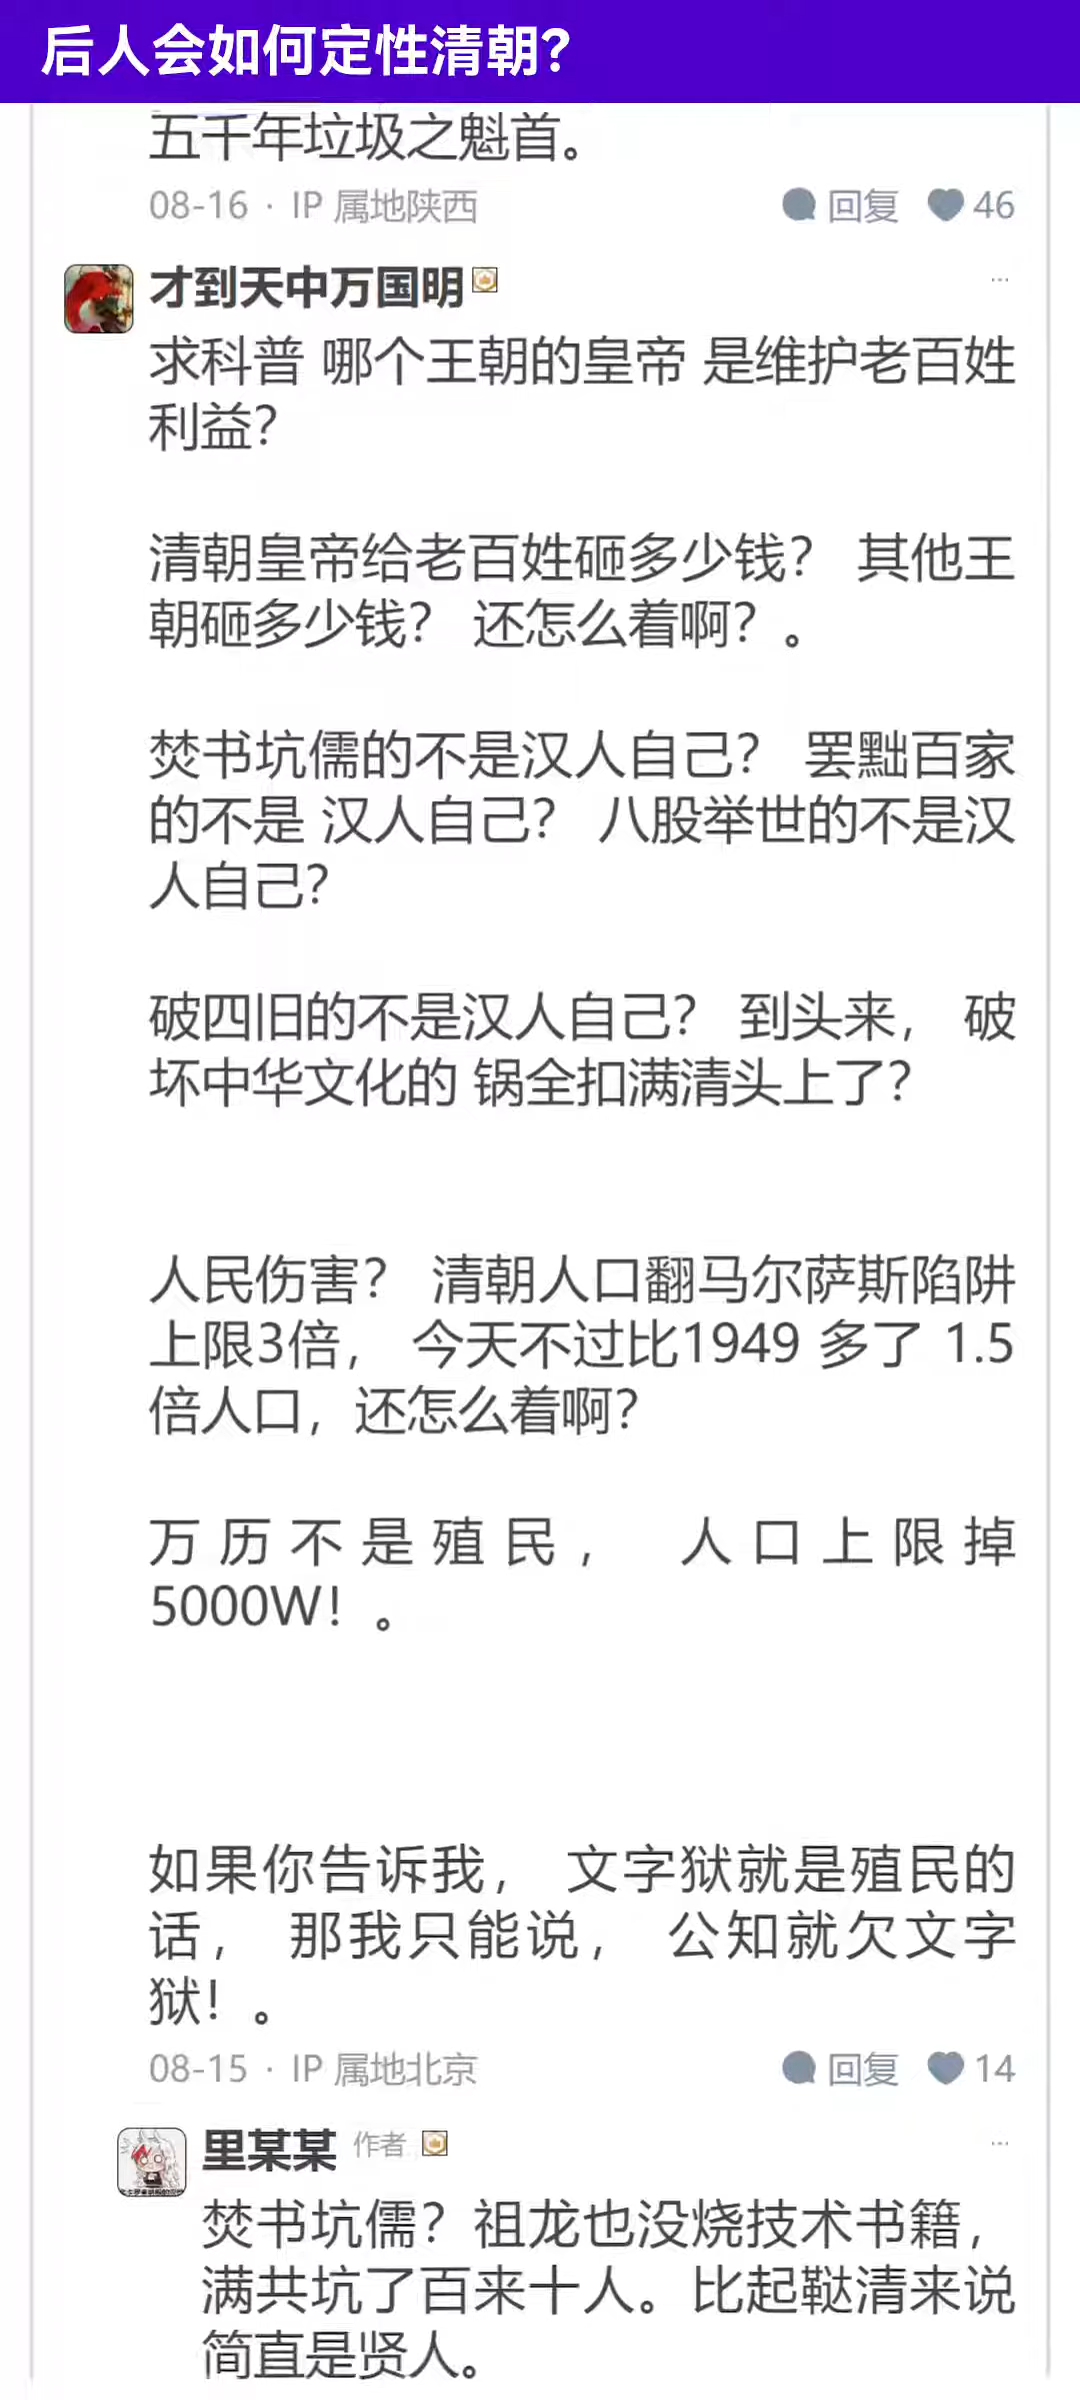 后人会如何定性清朝?
五千年垃圾之魁首。
08-16 · IP 属地陕西
回复
46
才到天中万国明
求科普 哪个王朝的皇帝 是维护老百姓
利益?
清朝皇帝给老百姓砸多少钱? 其他王
朝砸多少钱? 还怎么着啊? 。
焚书坑儒的不是汉人自己? 罢黜百家
的不是 汉人自己? 八股举世的不是汉
人自己?
破四旧的不是汉人自己? 到头来, 破
坏中华文化的 锅全扣满清头上了?
人民伤害? 清朝人口翻马尔萨斯陷阱
上限3倍, 今天不过比1949 多了 1.5
倍人口,还怎么着啊?
万历不是殖民, 人口上限掉
5000W! 。
如果你告诉我, 文字狱就是殖民的
话, 那我只能说, 公知就欠文字
狱! 。
08-15 · IP 属地北京
回复
14
里某某 作者
焚书坑儒?祖龙也没烧技术书籍,
满共坑了百来十人。比起鞑清来说
简直是贤人。